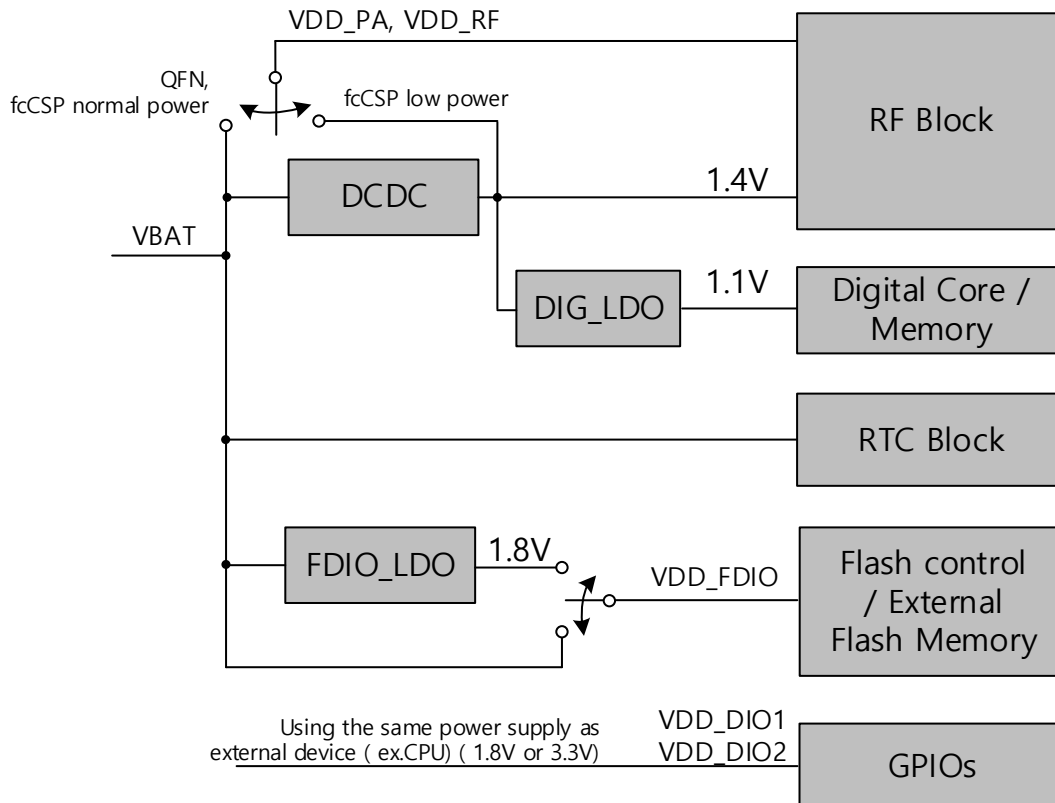 VDD_PA, VDD_RF
QFN,
fcCSP normal power
fcCSP low power
RF Block
DCDC
1.4V
VBAT
DIG_LDO
1.1V
Digital Core /
Memory
RTC Block
FDIO_LDO
1.8V
VDD_FDIO
Flash control
/ External
Flash Memory
Using the same power supply as
external device ( ex.CPU) ( 1.8V or 3.3V)
VDD_DIO1
VDD_DIO2
GPIOs